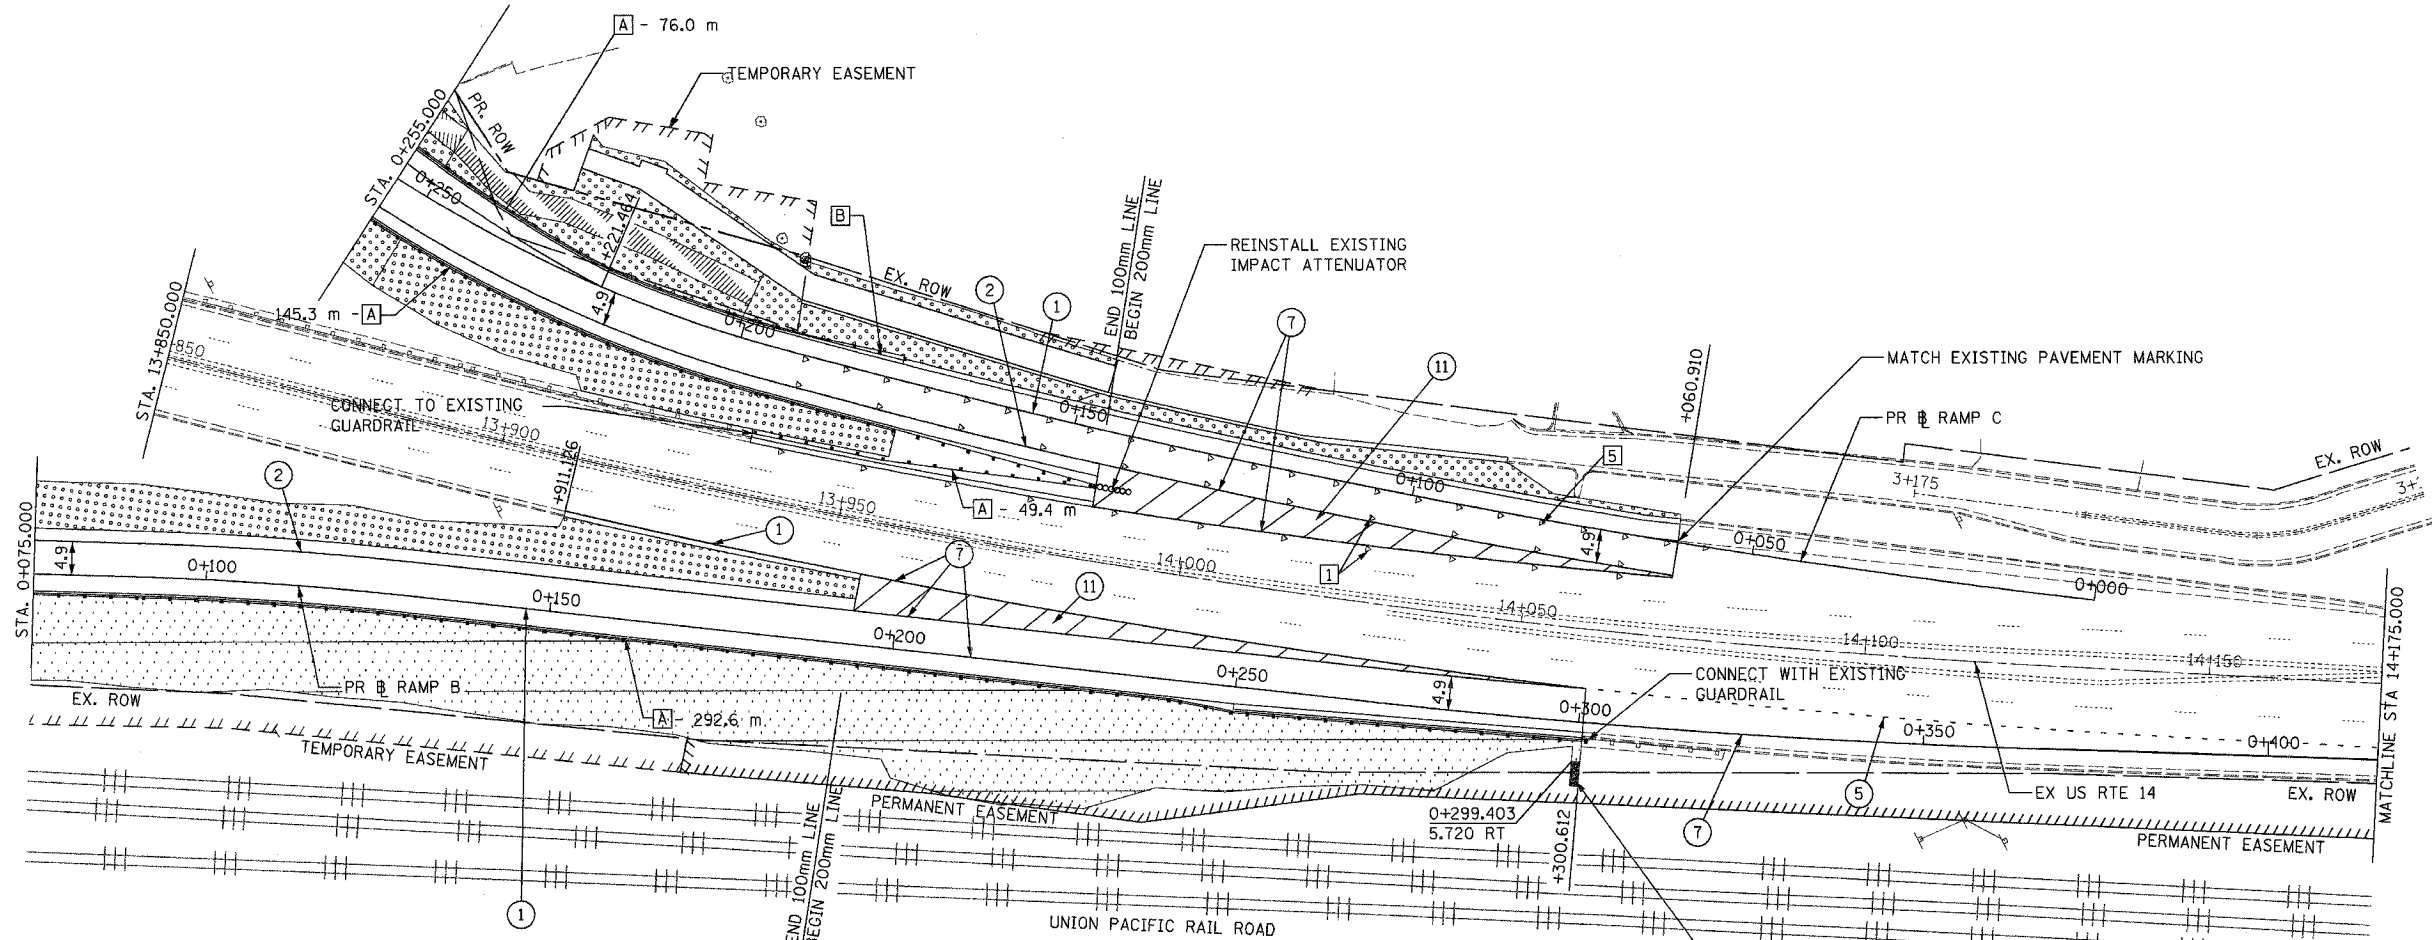 A - 76.0 m
TEMPORARY EASEMENT
PR. ROW
STA. 0+255.000
0+250
+221.464
B
4.9
0+200
145.3 m - A
EX. ROW
2
1
END 100mm LINE
BEGIN 200mm LINE
REINSTALL EXISTING
IMPACT ATTENUATOR
7
11
+060.910
MATCH EXISTING PAVEMENT MARKING
PR BL RAMP C
STA. 13+850.000
CONNECT TO EXISTING
GUARDRAIL
13+900
+911.126
0+150
0+100
5
3+175
EX. ROW
A - 49.4 m
13+950
14+000
1
4.9
0+050
0+000
14+050
14+100
14+150
2
1
7
11
STA. 0+075.000
4.9
0+100
0+150
0+200
0+250
4.9
0+300
0+350
0+400
CONNECT WITH EXISTING
GUARDRAIL
MATCHLINE STA 14+175.000
PR BL RAMP B
EX. ROW
A - 292.6 m
TEMPORARY EASEMENT
PERMANENT EASEMENT
END 100mm LINE
BEGIN 200mm LINE
0+299.403
5.720 RT
+300.612
7
5
EX US RTE 14
EX. ROW
PERMANENT EASEMENT
1
UNION PACIFIC RAIL ROAD